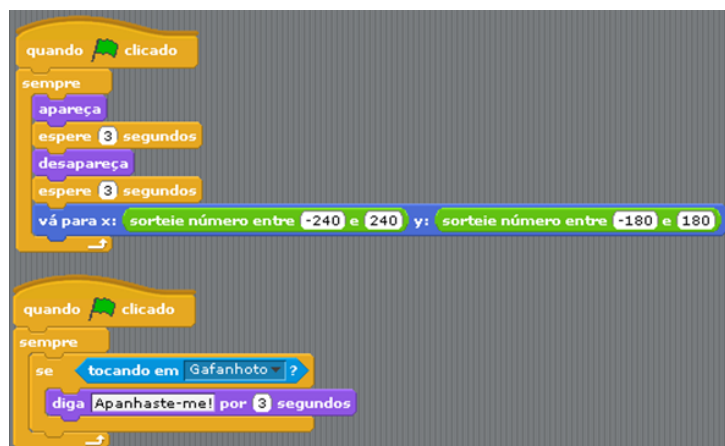 quando clicado
sempre
apareça
espere 3 segundos
desapareça
espere 3 segundos
vá para x: sorteie número entre -240 e 240 y: sorteie número entre -180 e 180
quando clicado
sempre
se tocando em Gafanhoto ?
diga Apanhaste-me! por 3 segundos